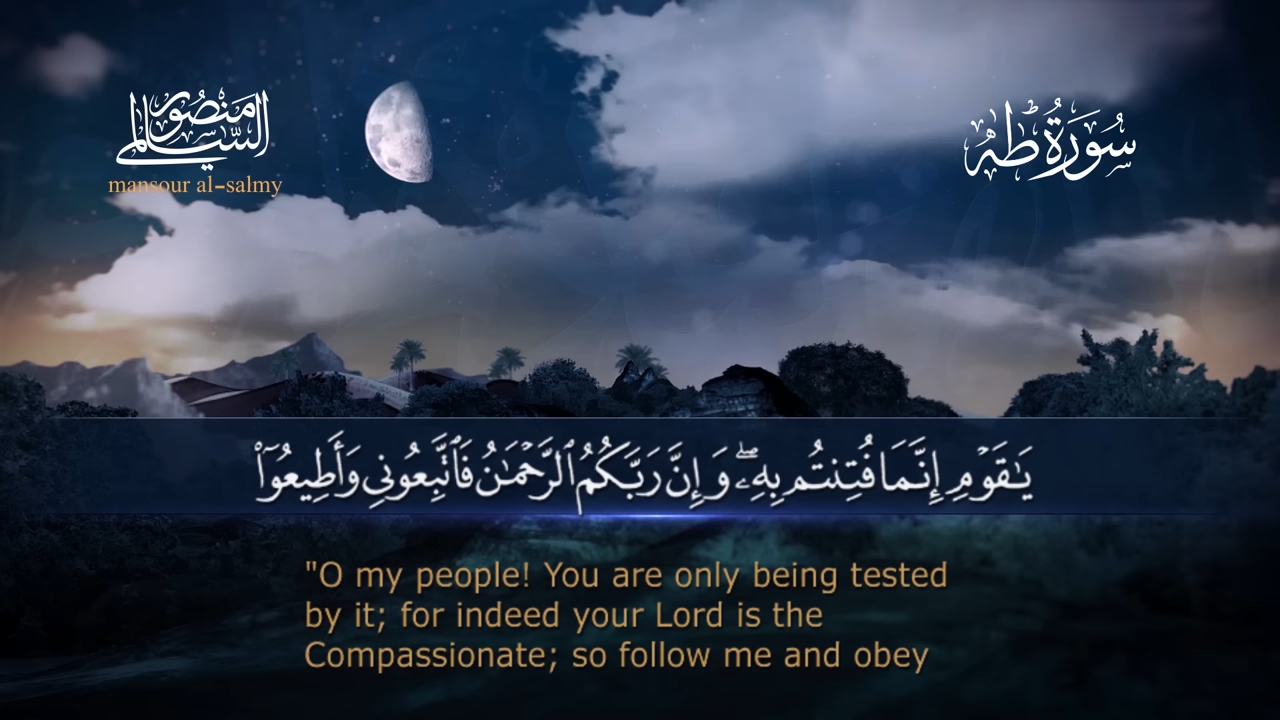 منصور السالمي
mansour al-salmy
سُورَةُ طه
يَـٰقَوْمِ إِنَّمَا فُتِنتُم بِهِۦ ۖ وَإِنَّ رَبَّكُمُ ٱلرَّحْمَـٰنُ فَٱتَّبِعُونِى وَأَطِيعُوٓا۟
"O my people! You are only being tested
by it; for indeed your Lord is the
Compassionate; so follow me and obey